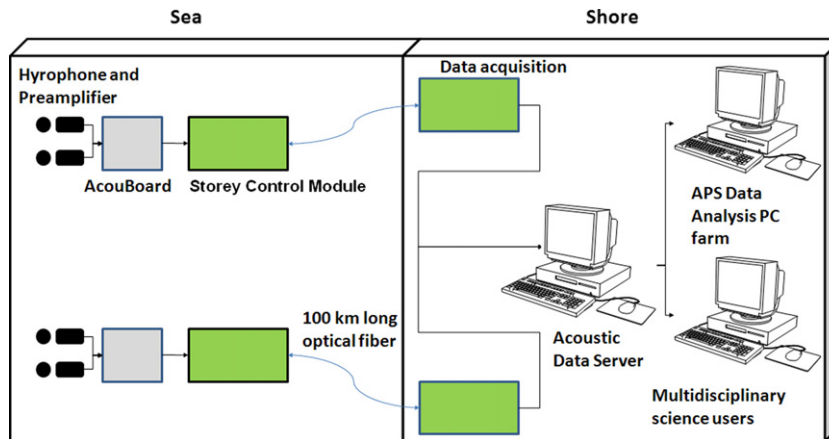 Sea
Shore
Hyrophone and
Preamplifier
AcouBoard
Storey Control Module
Data acquisition
APS Data
Analysis PC
farm
100 km long
optical fiber
Acoustic
Data Server
Multidisciplinary
science users